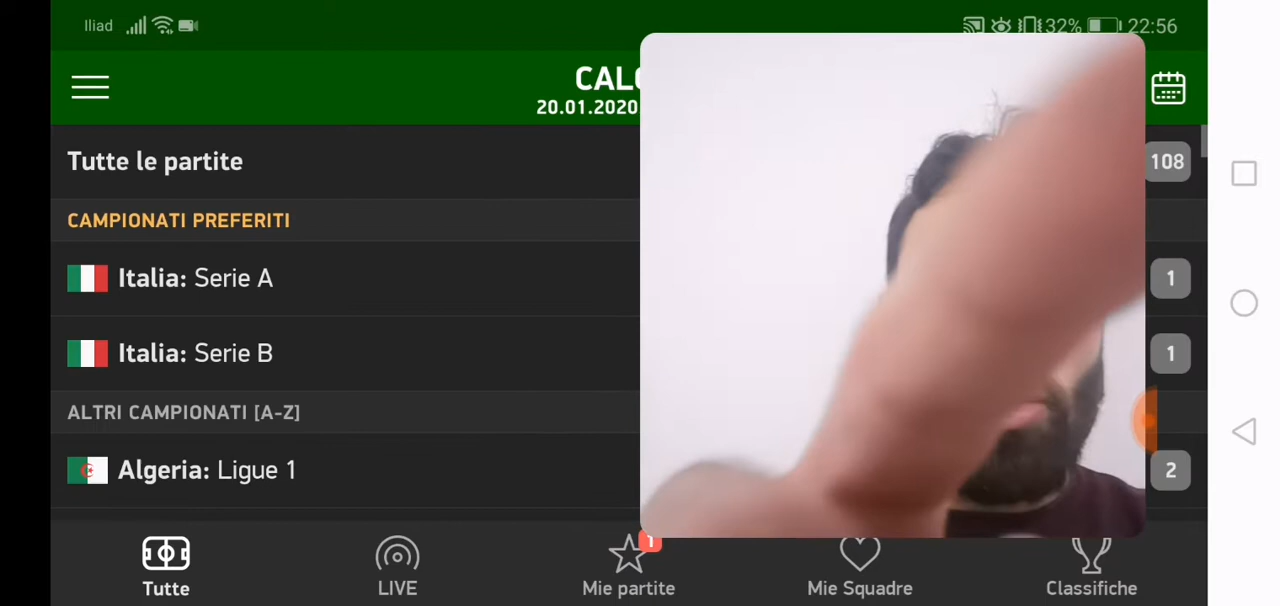 Iliad 32% 22:56
CALC
20.01.2020
Tutte le partite 108
CAMPIONATI PREFERITI
Italia: Serie A 1
Italia: Serie B 1
ALTRI CAMPIONATI [A-Z]
Algeria: Ligue 1 2
1
Tutte LIVE Mie partite Mie Squadre Classifiche